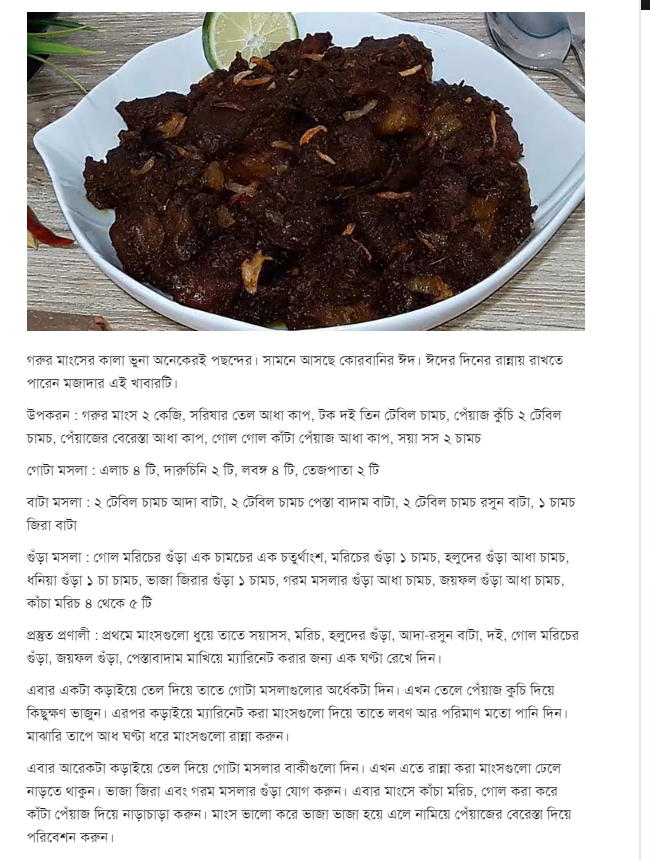 গরুর মাংসের কালা ভুনা অনেকেরই পছন্দের। সামনে আসছে কোরবানির ঈদ। ঈদের দিনের রান্নায় রাখতে
পারেন মজাদার এই খাবারটি।
উপকরন : গরুর মাংস ২ কেজি, সরিষার তেল আধা কাপ, টক দই তিন টেবিল চামচ, পেঁয়াজ কুঁচি ২ টেবিল
চামচ, পেঁয়াজের বেরেস্তা আধা কাপ, গোল গোল কাঁটা পেঁয়াজ আধা কাপ, সয়া সস ২ চামচ
গোটা মসলা : এলাচ ৪ টি, দারুচিনি ২ টি, লবঙ্গ ৪ টি, তেজপাতা ২ টি
বাটা মসলা : ২ টেবিল চামচ আদা বাটা, ২ টেবিল চামচ পেস্তা বাদাম বাটা, ২ টেবিল চামচ রসুন বাটা, ১ চামচ
জিরা বাটা
গুঁড়া মসলা : গোল মরিচের গুঁড়া এক চামচের এক চতুর্থাংশ, মরিচের গুঁড়া ১ চামচ, হলুদের গুঁড়া আধা চামচ,
ধনিয়া গুঁড়া ১ চা চামচ, ভাজা জিরার গুঁড়া ১ চামচ, গরম মসলার গুঁড়া আধা চামচ, জয়ফল গুঁড়া আধা চামচ,
কাঁচা মরিচ ৪ থেকে ৫ টি
প্রস্তুত প্রণালী : প্রথমে মাংসগুলো ধুয়ে তাতে সয়াসস, মরিচ, হলুদের গুঁড়া, আদা-রসুন বাটা, দই, গোল মরিচের
গুঁড়া, জয়ফল গুঁড়া, পেস্তাবাদাম মাখিয়ে ম্যারিনেট করার জন্য এক ঘণ্টা রেখে দিন।
এবার একটা কড়াইয়ে তেল দিয়ে তাতে গোটা মসলাগুলোর অর্ধেকটা দিন। এখন তেলে পেঁয়াজ কুচি দিয়ে
কিছুক্ষণ ভাজুন। এরপর কড়াইয়ে ম্যারিনেট করা মাংসগুলো দিয়ে তাতে লবণ আর পরিমাণ মতো পানি দিন।
মাঝারি তাপে আধ ঘণ্টা ধরে মাংসগুলো রান্না করুন।
এবার আরেকটা কড়াইয়ে তেল দিয়ে গোটা মসলার বাকীগুলো দিন। এখন এতে রান্না করা মাংসগুলো ঢেলে
নাড়তে থাকুন। ভাজা জিরা এবং গরম মসলার গুঁড়া যোগ করুন। এবার মাংসে কাঁচা মরিচ, গোল করা করে
কাঁটা পেঁয়াজ দিয়ে নাড়াচাড়া করুন। মাংস ভালো করে ভাজা ভাজা হয়ে এলে নামিয়ে পেঁয়াজের বেরেস্তা দিয়ে
পরিবেশন করুন।